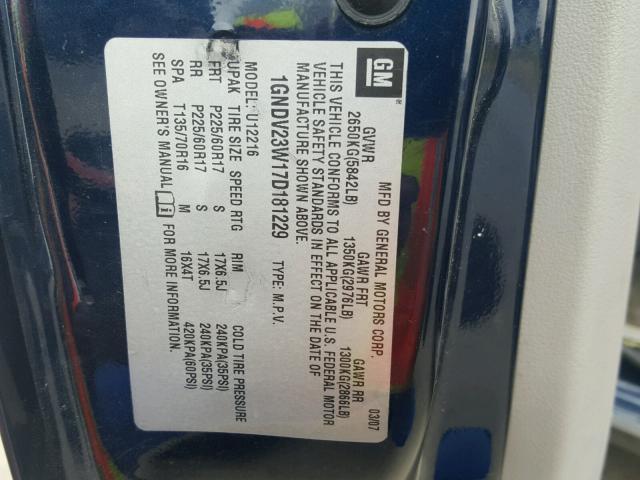 GM
MFD BY GENERAL MOTORS CORP. 03/07
GVWR GAWR FRT GAWR RR
2650KG(5842LB) 1350KG(2976LB) 1300KG(2866LB)
THIS VEHICLE CONFORMS TO ALL APPLICABLE U.S. FEDERAL MOTOR
VEHICLE SAFETY STANDARDS IN EFFECT ON THE DATE OF
MANUFACTURE SHOWN ABOVE.
1GNDV23W17D181229 TYPE: M.P.V.
MODEL: U12216
UPAK TIRE SIZE SPEED RTG RIM COLD TIRE PRESSURE
FRT P225/60R17 S 17X6.5J 240KPA(35PSI)
RR P225/60R17 S 17X6.5J 240KPA(35PSI)
SPA T135/70R16 M 16X4T 420KPA(60PSI)
SEE OWNER'S MANUAL i FOR MORE INFORMATION.